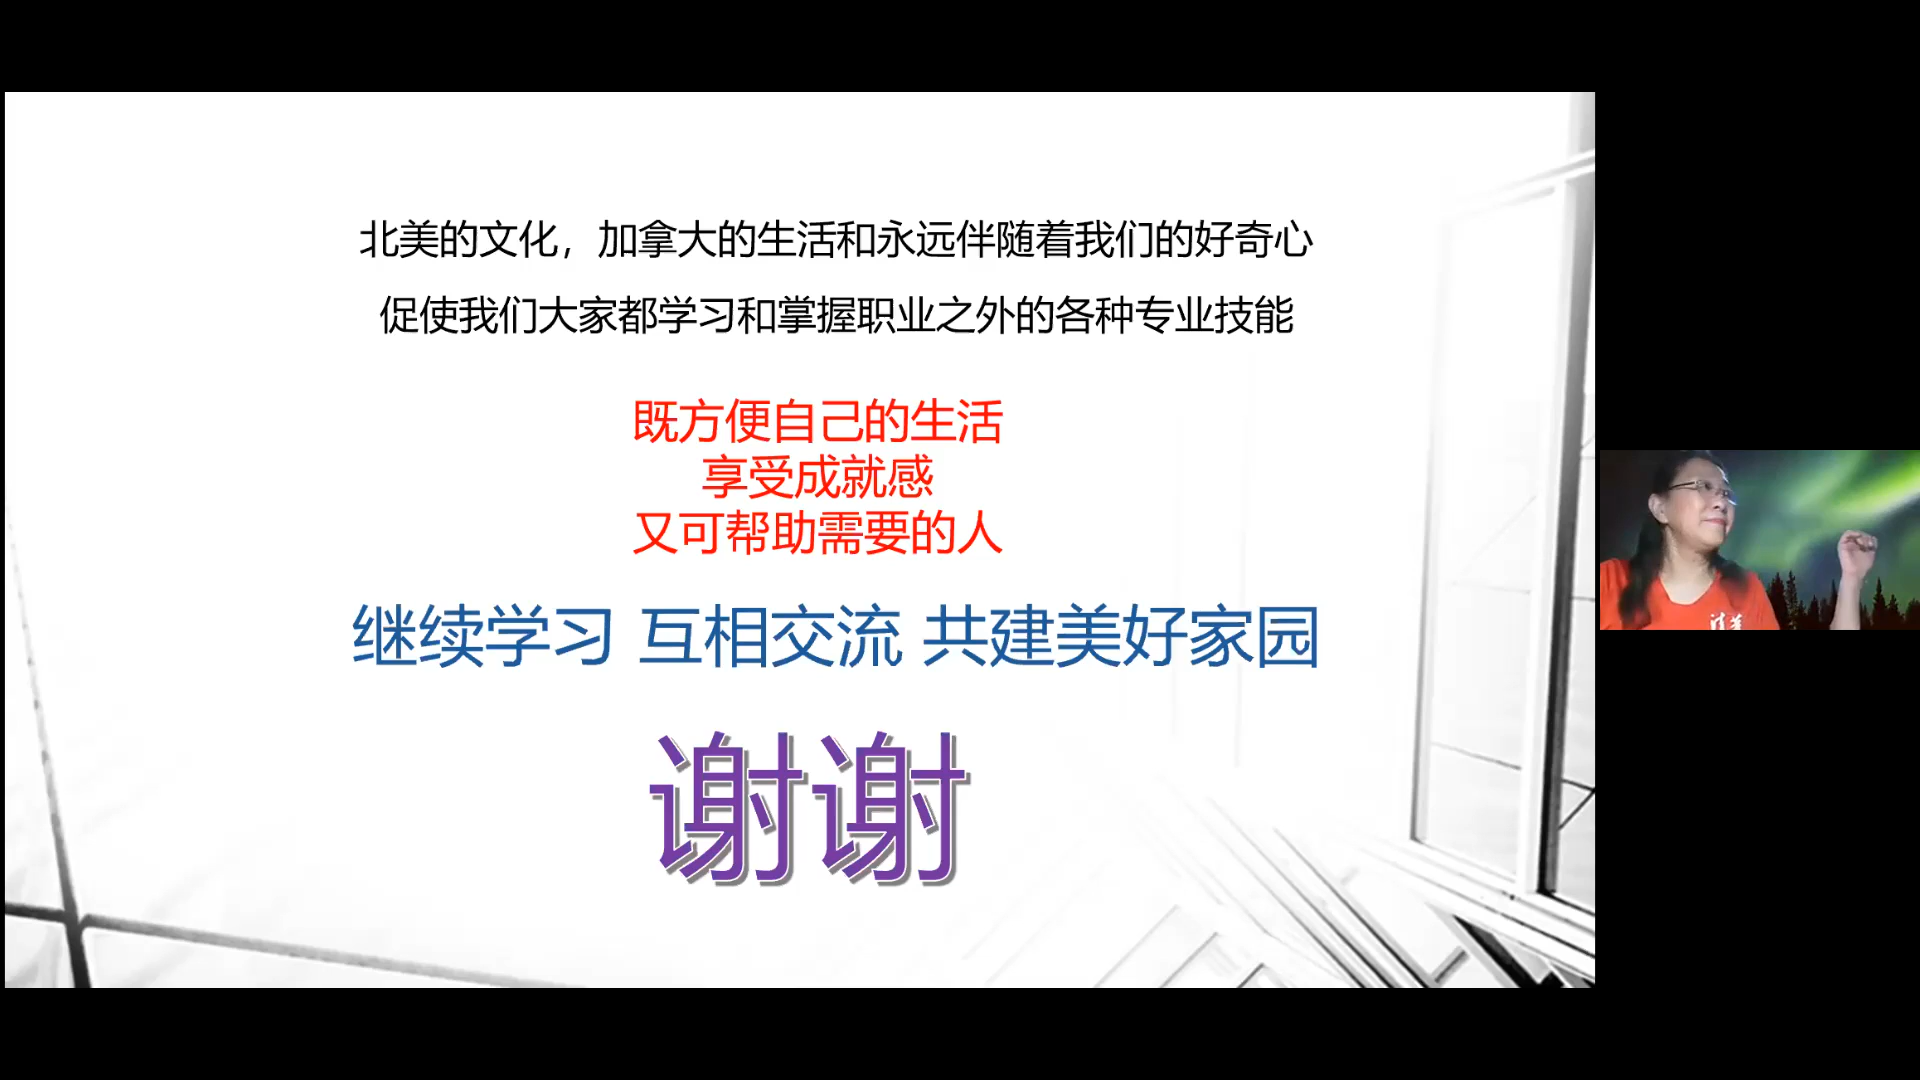 北美的文化，加拿大的生活和永远伴随着我们的好奇心
促使我们大家都学习和掌握职业之外的各种专业技能
既方便自己的生活
享受成就感
又可帮助需要的人
继续学习 互相交流 共建美好家园
谢谢